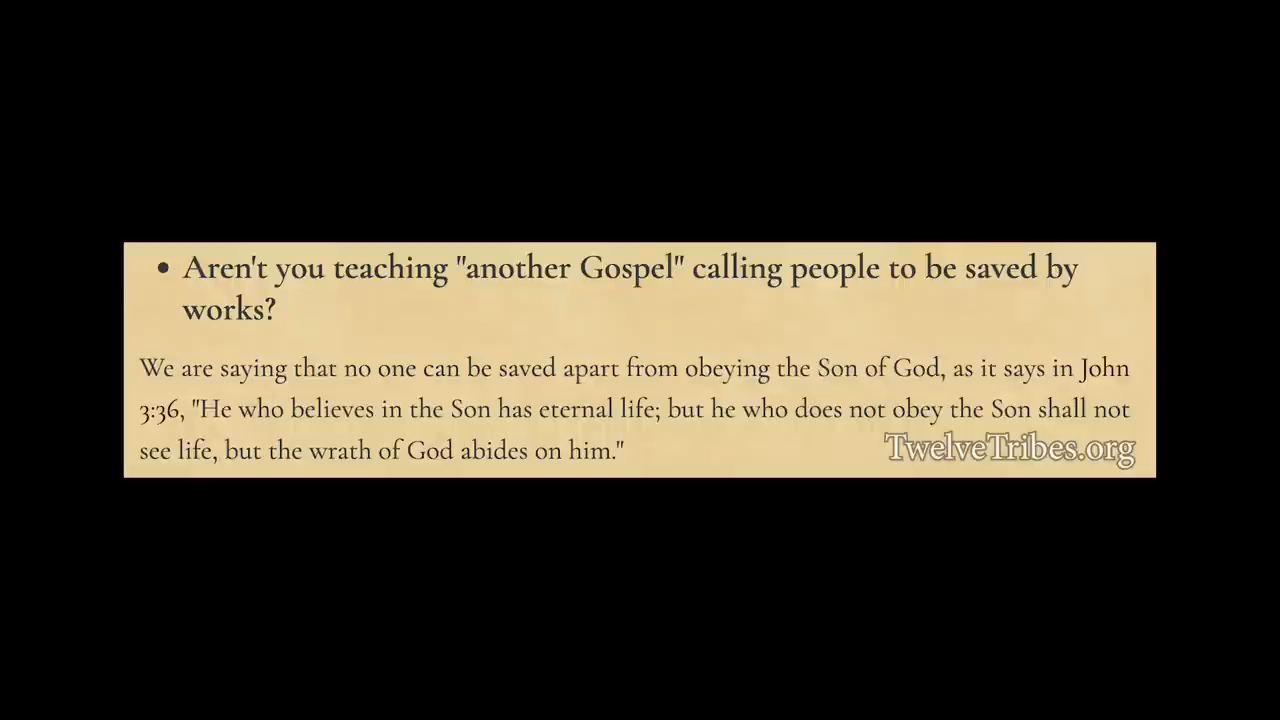 • Aren't you teaching "another Gospel" calling people to be saved by
works?
We are saying that no one can be saved apart from obeying the Son of God, as it says in John
3:36, "He who believes in the Son has eternal life; but he who does not obey the Son shall not
see life, but the wrath of God abides on him."
TwelveTribes.org